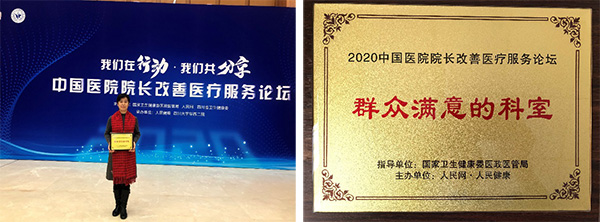 我们在行动·我们共分享
中国医院院长改善医疗服务论坛
2020
2020中国医院院长改善医疗服务论坛
群众满意的科室
指导单位：国家卫生健康委医政医管局
主办单位：人民网·人民健康